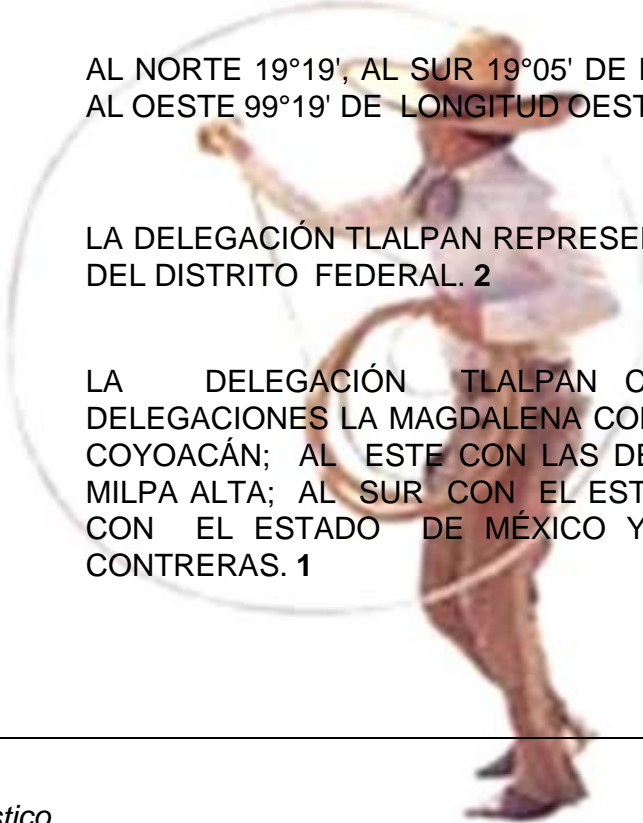 AL NORTE 19°19', AL SUR 19°05' DE
AL OESTE 99°19' DE LONGITUD OEST
LA DELEGACIÓN TLALPAN REPRESE
DEL DISTRITO FEDERAL. 2
LA DELEGACIÓN TLALPAN C
DELEGACIONES LA MAGDALENA CO
COYOACÁN; AL ESTE CON LAS DE
MILPA ALTA; AL SUR CON EL EST
CON EL ESTADO DE MÉXICO Y
CONTRERAS. 1
stico